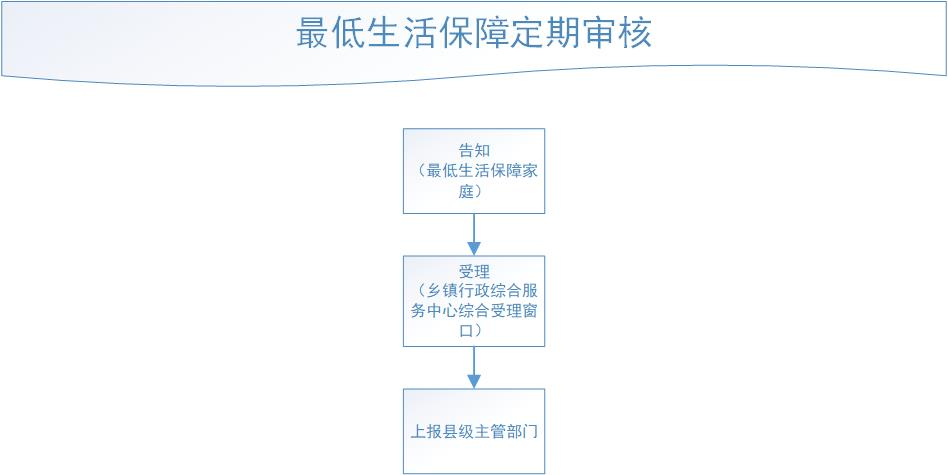 最低生活保障定期审核
告知
（最低生活保障家
庭）
受理
（乡镇行政综合服
务中心综合受理窗
口）
上报县级主管部门